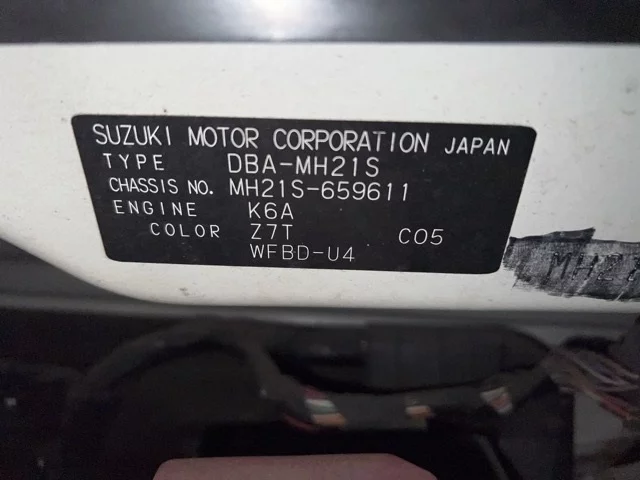 SUZUKI MOTOR CORPORATION JAPAN
TYPE DBA-MH21S
CHASSIS NO. MH21S-659611
ENGINE K6A
COLOR Z7T C05
WFBD-U4